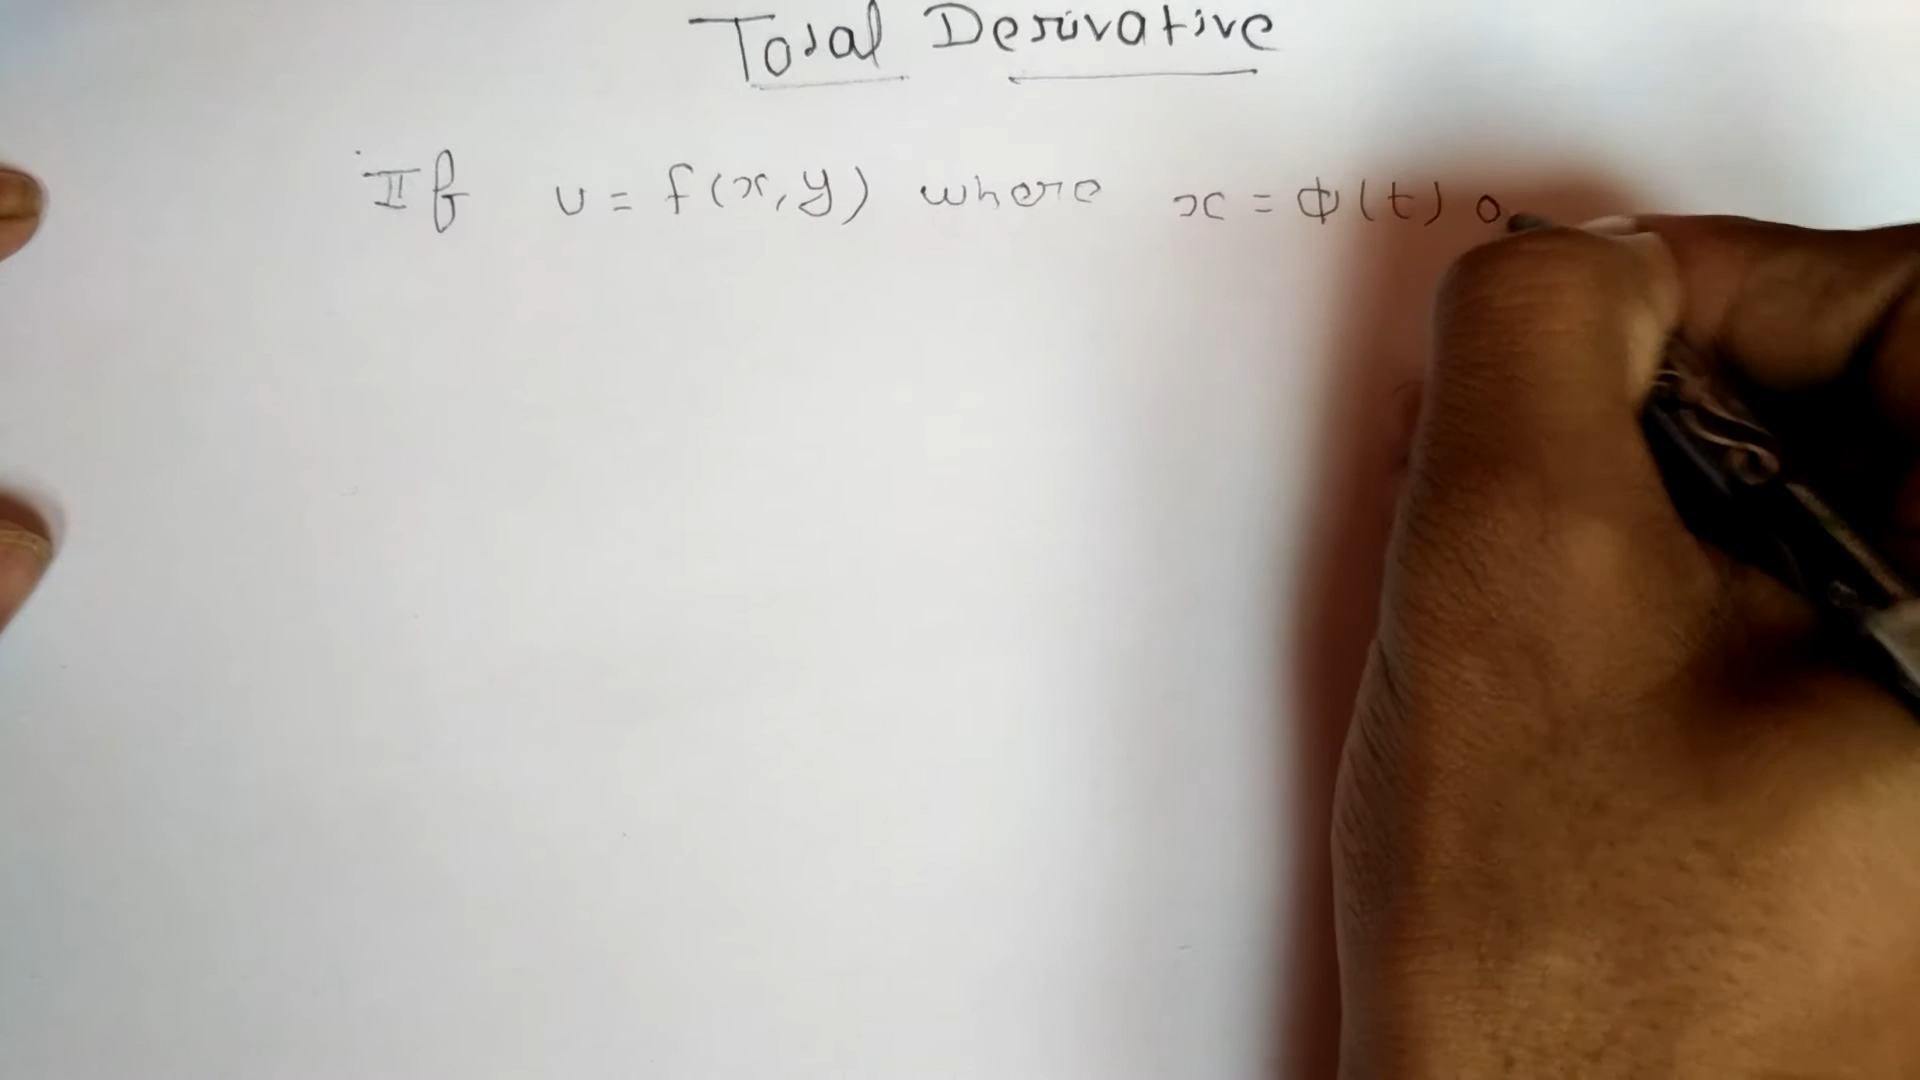 Total Derivative
If u = f(x, y) where x = φ(t)